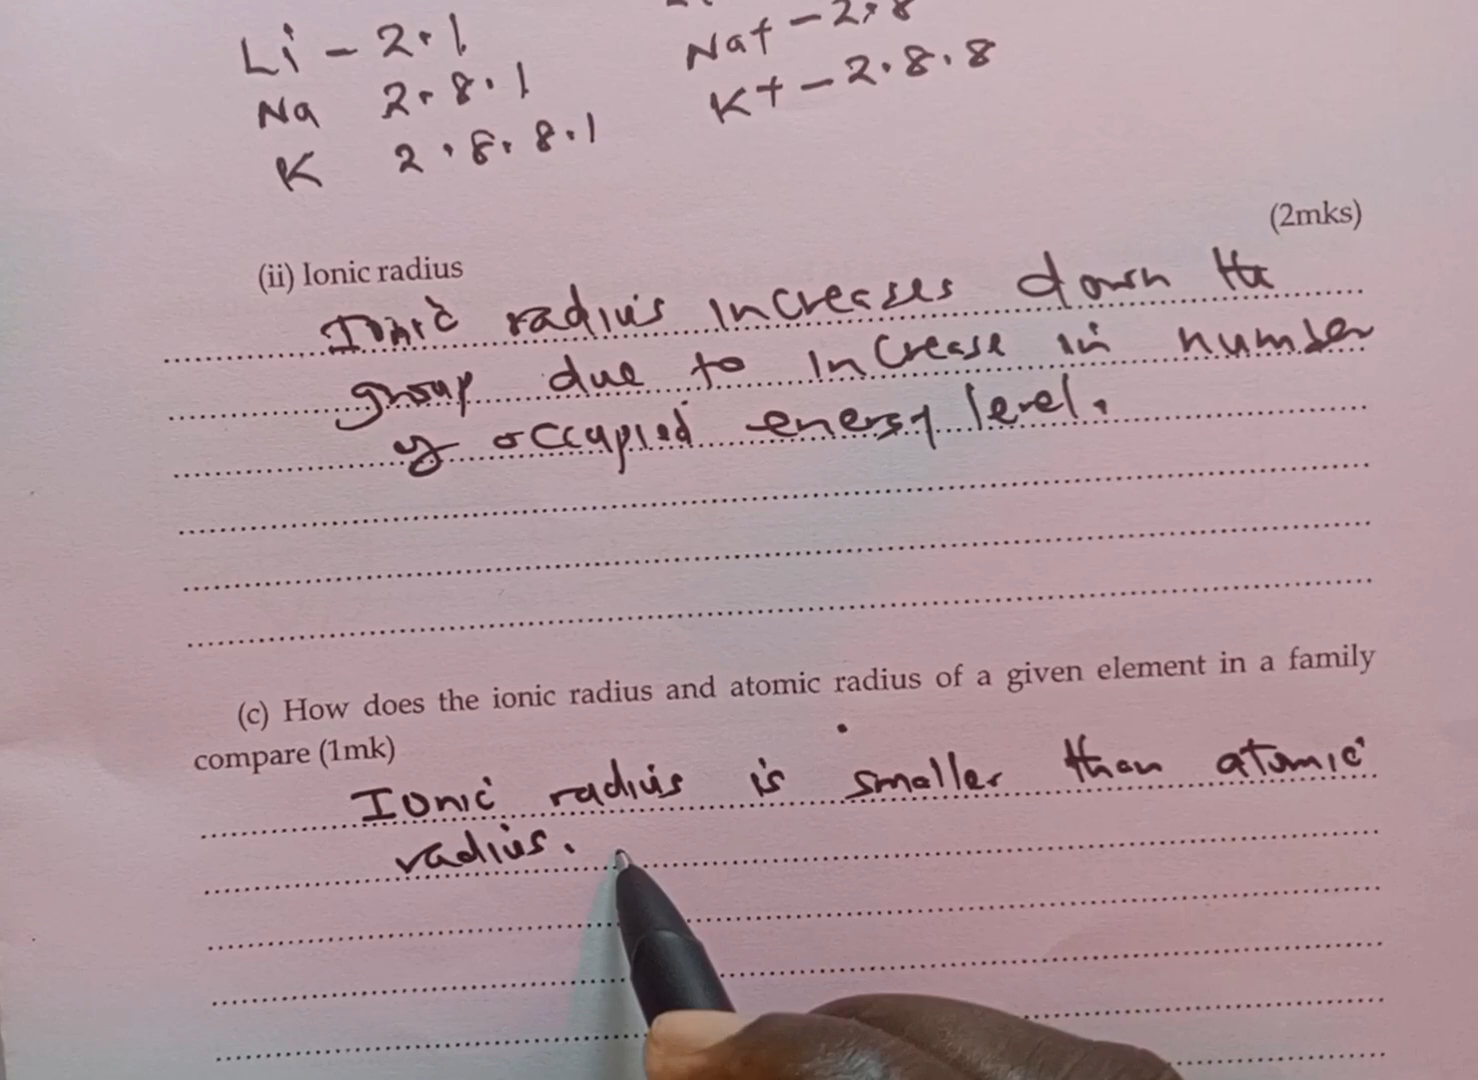 Li - 2.1
Na+ - 2.8
Na 2.8.1
K+ - 2.8.8
K 2.8.8.1
(2mks)
(ii) Ionic radius
Ionic radius increases down the
group due to increase in number
of occupied energy level.
(c) How does the ionic radius and atomic radius of a given element in a family
compare (1mk)
Ionic radius is smaller than atomic
radius.